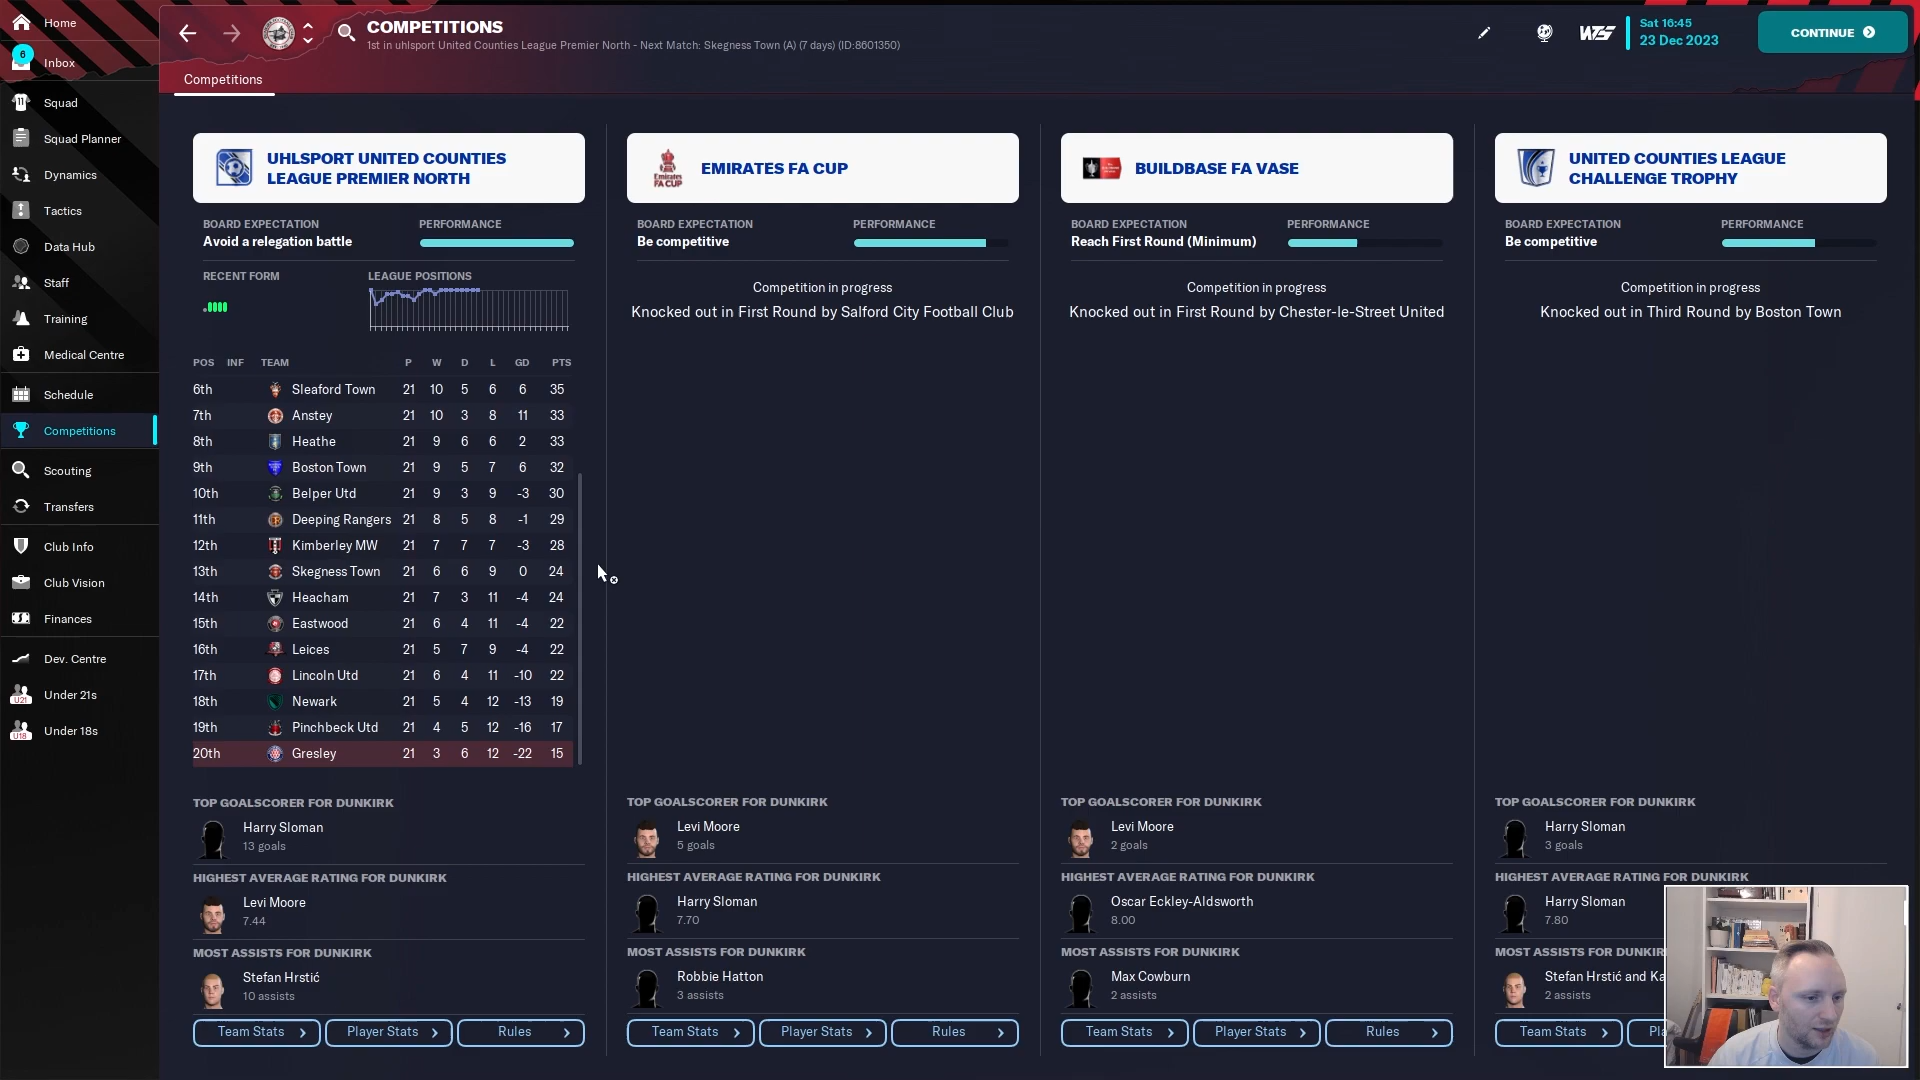 Home
Inbox
6
Squad
Squad Planner
Dynamics
Tactics
Data Hub
Staff
Training
Medical Centre
Schedule
Competitions
Scouting
Transfers
Club Info
Club Vision
Finances
Dev. Centre
Under 21s
Under 18s
COMPETITIONS
1st in uhlsport United Counties League Premier North - Next Match: Skegness Town (A) (7 days) (ID:8601350)
Sat 16:45
23 Dec 2023
CONTINUE
Competitions
UHLSPORT UNITED COUNTIES
LEAGUE PREMIER NORTH
BOARD EXPECTATION PERFORMANCE
Avoid a relegation battle
RECENT FORM LEAGUE POSITIONS
POS INF TEAM P W D L GD PTS
6th Sleaford Town 21 10 5 6 6 35
7th Anstey 21 10 3 8 11 33
8th Heathe 21 9 6 6 2 33
9th Boston Town 21 9 5 7 6 32
10th Belper Utd 21 9 3 9 -3 30
11th Deeping Rangers 21 8 5 8 -1 29
12th Kimberley MW 21 7 7 7 -3 28
13th Skegness Town 21 6 6 9 0 24
14th Heacham 21 7 3 11 -4 24
15th Eastwood 21 6 4 11 -4 22
16th Leices 21 5 7 9 -4 22
17th Lincoln Utd 21 6 4 11 -10 22
18th Newark 21 5 4 12 -13 19
19th Pinchbeck Utd 21 4 5 12 -16 17
20th Gresley 21 3 6 12 -22 15
TOP GOALSCORER FOR DUNKIRK
Harry Sloman
13 goals
HIGHEST AVERAGE RATING FOR DUNKIRK
Levi Moore
7.44
MOST ASSISTS FOR DUNKIRK
Stefan Hrstić
10 assists
Team Stats Player Stats Rules
Emirates
FA CUP
EMIRATES FA CUP
BOARD EXPECTATION PERFORMANCE
Be competitive
Competition in progress
Knocked out in First Round by Salford City Football Club
TOP GOALSCORER FOR DUNKIRK
Levi Moore
5 goals
HIGHEST AVERAGE RATING FOR DUNKIRK
Harry Sloman
7.70
MOST ASSISTS FOR DUNKIRK
Robbie Hatton
3 assists
Team Stats Player Stats Rules
BUILDBASE FA VASE
BOARD EXPECTATION PERFORMANCE
Reach First Round (Minimum)
Competition in progress
Knocked out in First Round by Chester-le-Street United
TOP GOALSCORER FOR DUNKIRK
Levi Moore
2 goals
HIGHEST AVERAGE RATING FOR DUNKIRK
Oscar Eckley-Aldsworth
8.00
MOST ASSISTS FOR DUNKIRK
Max Cowburn
2 assists
Team Stats Player Stats Rules
UNITED COUNTIES LEAGUE
CHALLENGE TROPHY
BOARD EXPECTATION PERFORMANCE
Be competitive
Competition in progress
Knocked out in Third Round by Boston Town
TOP GOALSCORER FOR DUNKIRK
Harry Sloman
3 goals
HIGHEST AVERAGE RATING FOR DUNKIRK
Harry Sloman
7.80
MOST ASSISTS FOR DUNKIR
Stefan Hrstić and Ka
2 assists
Team Stats Pla